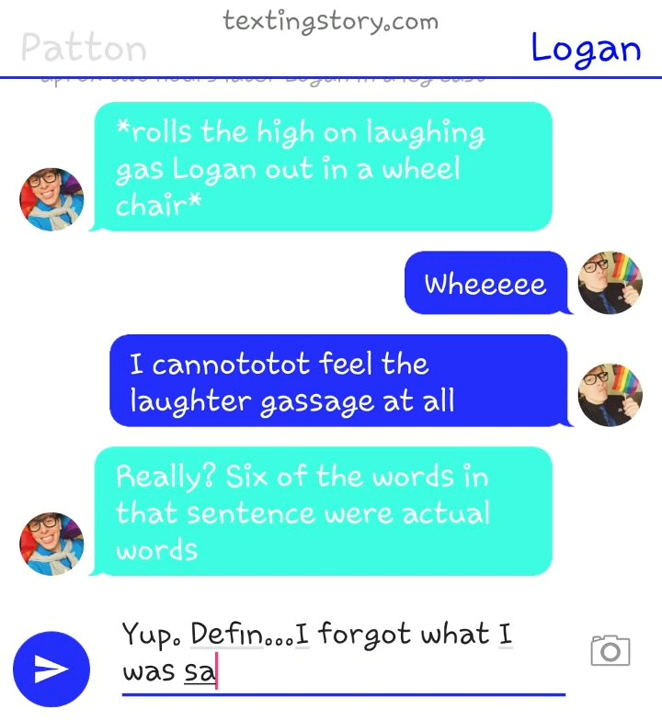 textingstory.com
Patton
Logan
*rolls the high on laughing
gas Logan out in a wheel
chair*
Wheeeee
I cannototot feel the
laughter gassage at all
Really? Six of the words in
that sentence were actual
words
Yup. Defin...I forgot what I
was sa